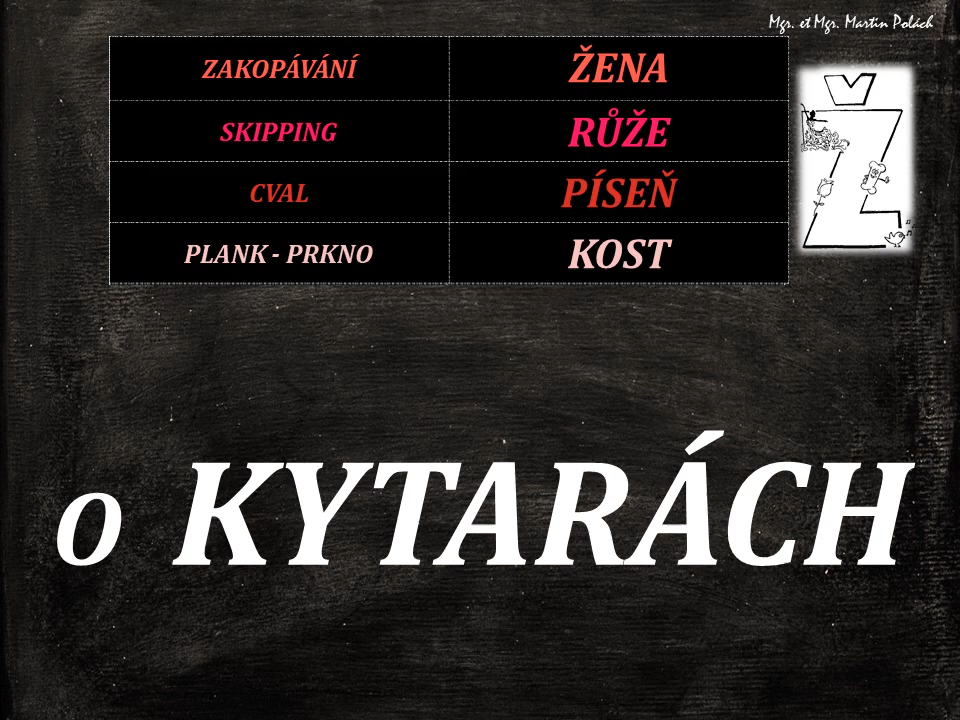 Mgr. et Mgr. Martin Polách
ZAKOPÁVÁNÍ ŽENA
SKIPPING RŮŽE
CVAL PÍSEŇ
PLANK - PRKNO KOST
Ž
o KYTARÁCH